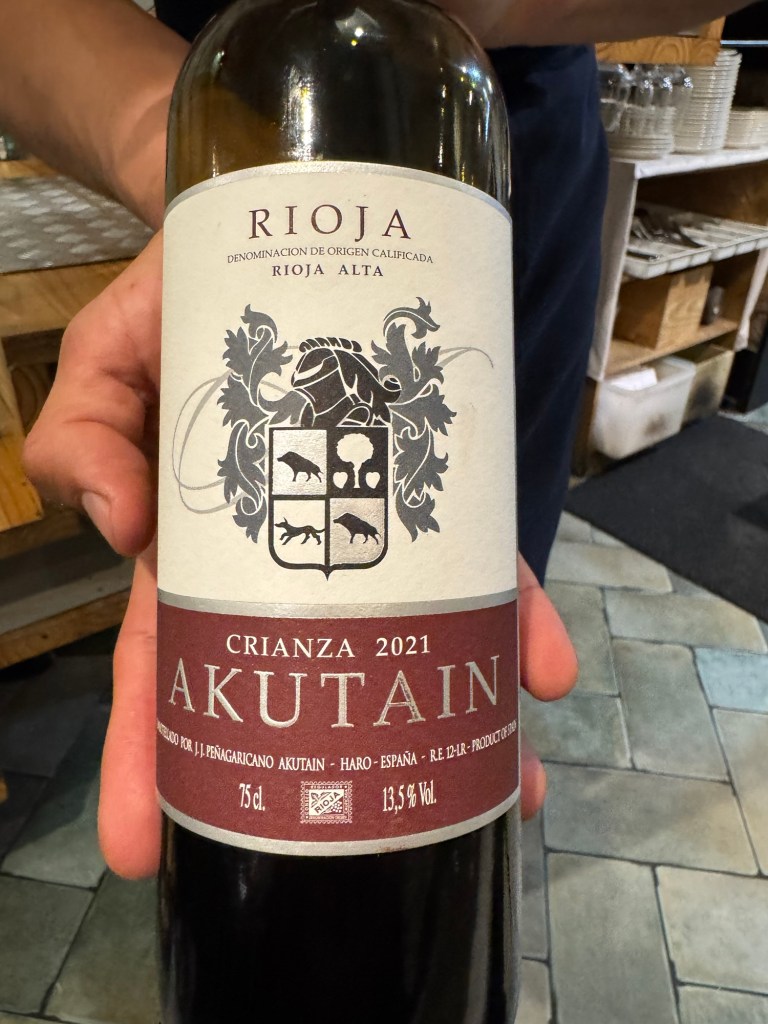 RIOJA
DENOMINACION DE ORIGEN CALIFICADA
RIOJA ALTA
CRIANZA 2021
AKUTAIN
POR J. J. PEÑAGARICANO AKUTAIN - HARO - ESPAÑA - R.E. 12-LR - PRODUCT OF SPAIN
75 cl.
RIOJA
13,5 % Vol.